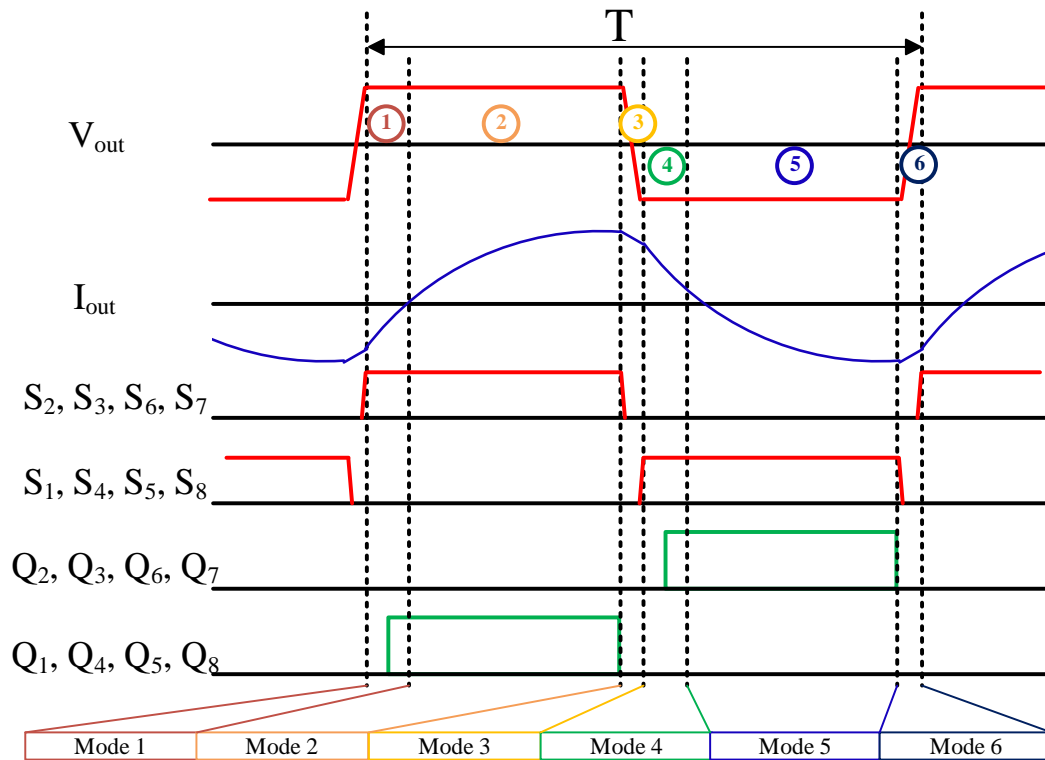 T
V_out
1
2
3
4
5
6
I_out
S_2, S_3, S_6, S_7
S_1, S_4, S_5, S_8
Q_2, Q_3, Q_6, Q_7
Q_1, Q_4, Q_5, Q_8
Mode 1 Mode 2 Mode 3 Mode 4 Mode 5 Mode 6